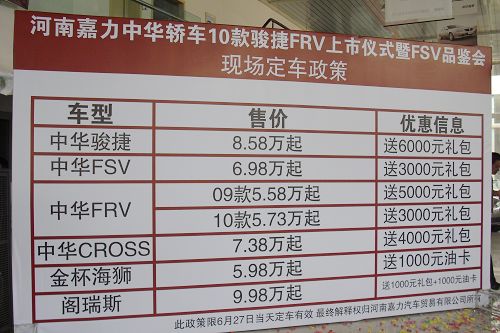 河南嘉力中华轿车10款骏捷FRV上市仪式暨FSV品鉴会
现场定车政策
车型 售价 优惠信息
中华骏捷 8.58万起 送6000元礼包
中华FSV 6.98万起 送3000元礼包
中华FRV 09款5.58万起 送5000元礼包
10款5.73万起 送3000元礼包
中华CROSS 7.38万起 送4000元礼包
金杯海狮 5.98万起 送1000元油卡
阁瑞斯 9.98万起 送1000元礼包+1000元油卡
此政策限6月27日当天定车有效 最终解释权归河南嘉力汽车贸易有限公司所有